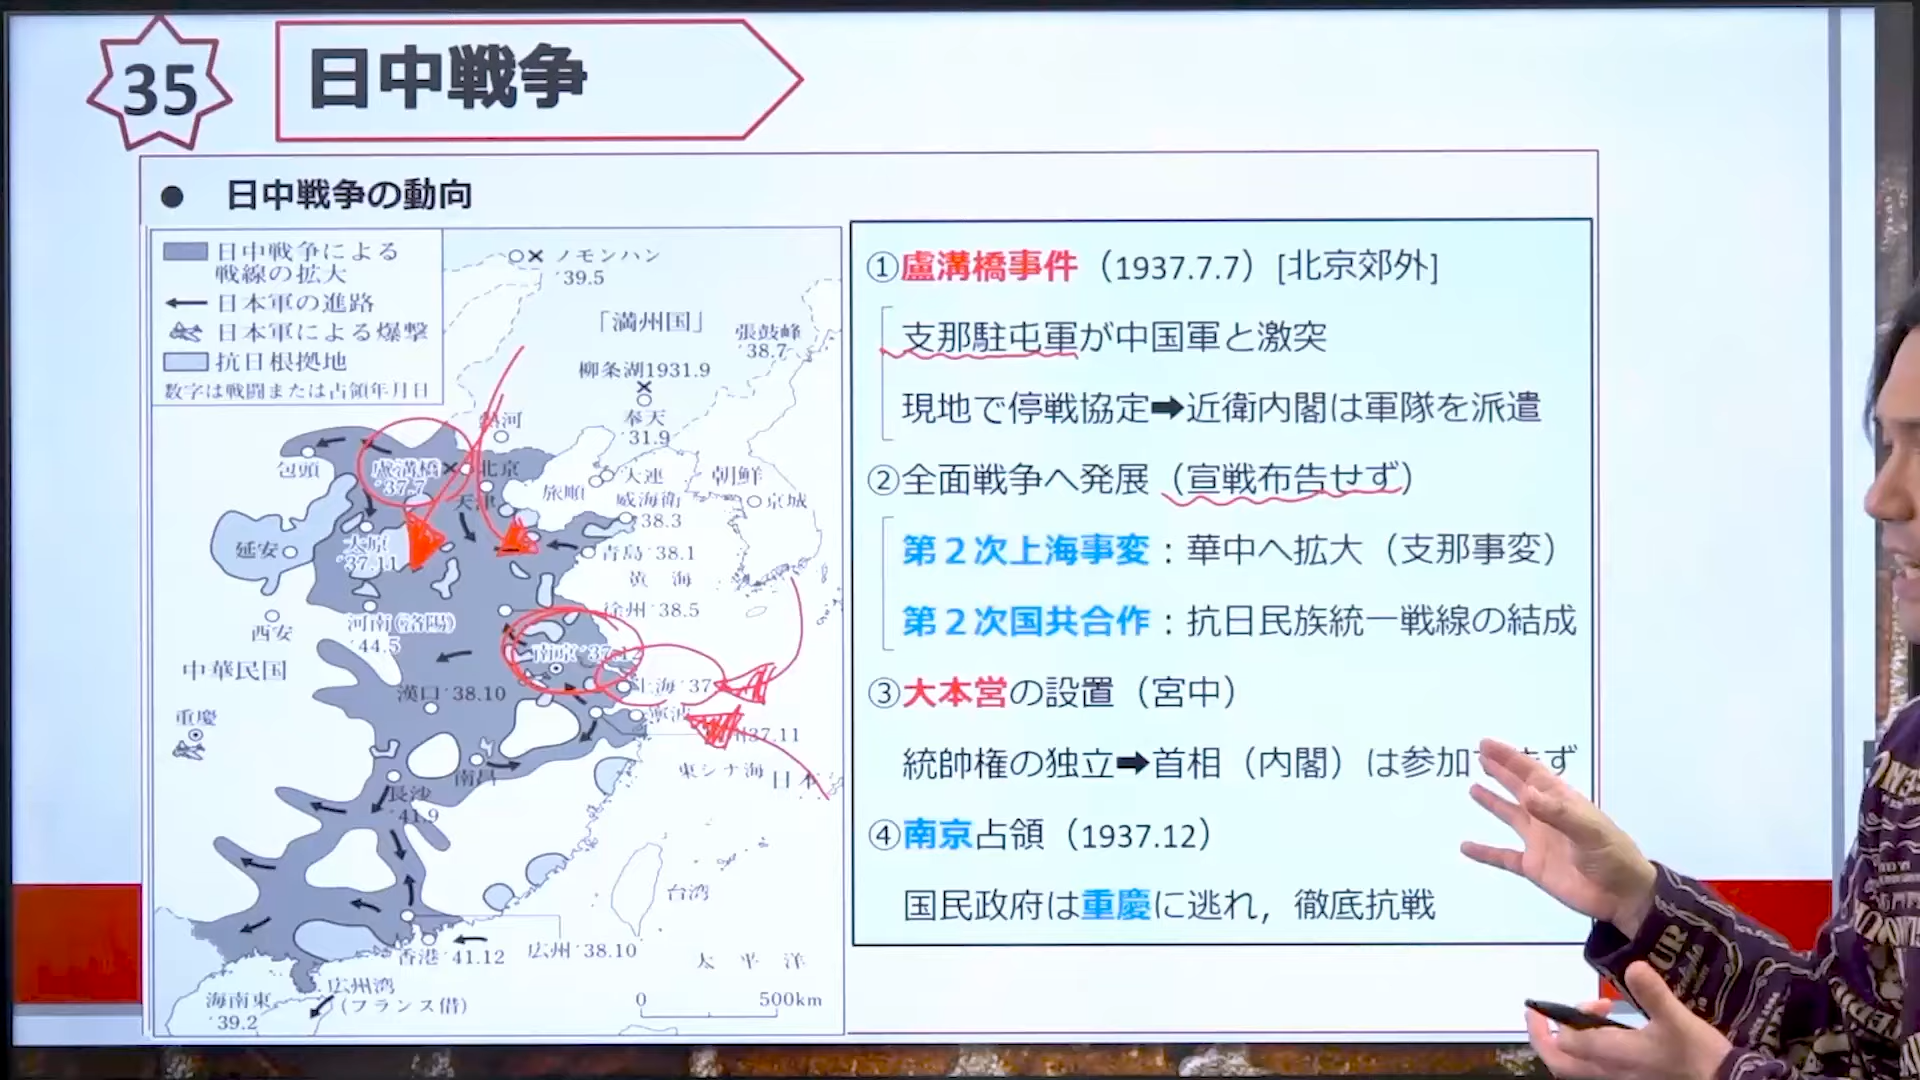 35
日中戦争
● 日中戦争の動向
日中戦争による
戦線の拡大
日本軍の進路
日本軍による爆撃
抗日根拠地
数字は戦闘または占領年月日
ノモンハン
'39.5
「満州国」
張鼓峰
'38.7
柳条湖1931.9
奉天
'31.9
熱河
包頭
盧溝橋
'37.7
北京
天津
旅順
大連
威海衛
'38.3
朝鮮
京城
延安
太原
'37.11
青島 '38.1
黄海
徐州 '38.5
西安
河南(洛陽)
'44.5
南京 '37.12
中華民国
上海 '37
漢口 '38.10
寧波
'37.11
重慶
東シナ海
日本
南昌
長沙
'41.9
台湾
香港 '41.12
広州 '38.10
太平洋
広州湾
(フランス借)
海南東
'39.2
0 500km
①盧溝橋事件（1937.7.7）[北京郊外]
支那駐屯軍が中国軍と激突
現地で停戦協定➡近衛内閣は軍隊を派遣
②全面戦争へ発展（宣戦布告せず）
第２次上海事変：華中へ拡大（支那事変）
第２次国共合作：抗日民族統一戦線の結成
③大本営の設置（宮中）
統帥権の独立➡首相（内閣）は参加できず
④南京占領（1937.12）
国民政府は重慶に逃れ，徹底抗戦